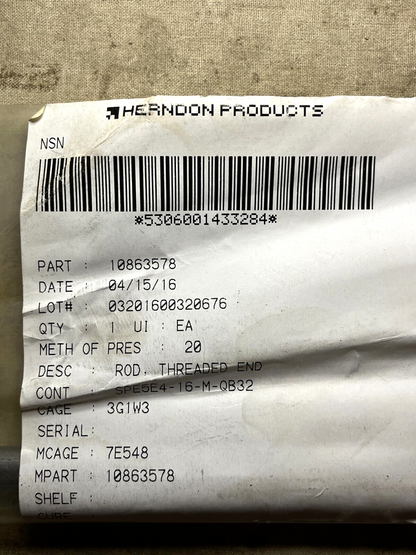 HERNDON PRODUCTS
NSN
*5306001433284*
PART : 10863578
DATE : 04/15/16
LOT# : 03201600320676
QTY : 1 UI : EA
METH OF PRES : 20
DESC : ROD, THREADED END
CONT : SPE5E4-16-M-QB32
CAGE : 3G1W3
SERIAL:
MCAGE : 7E548
MPART : 10863578
SHELF :